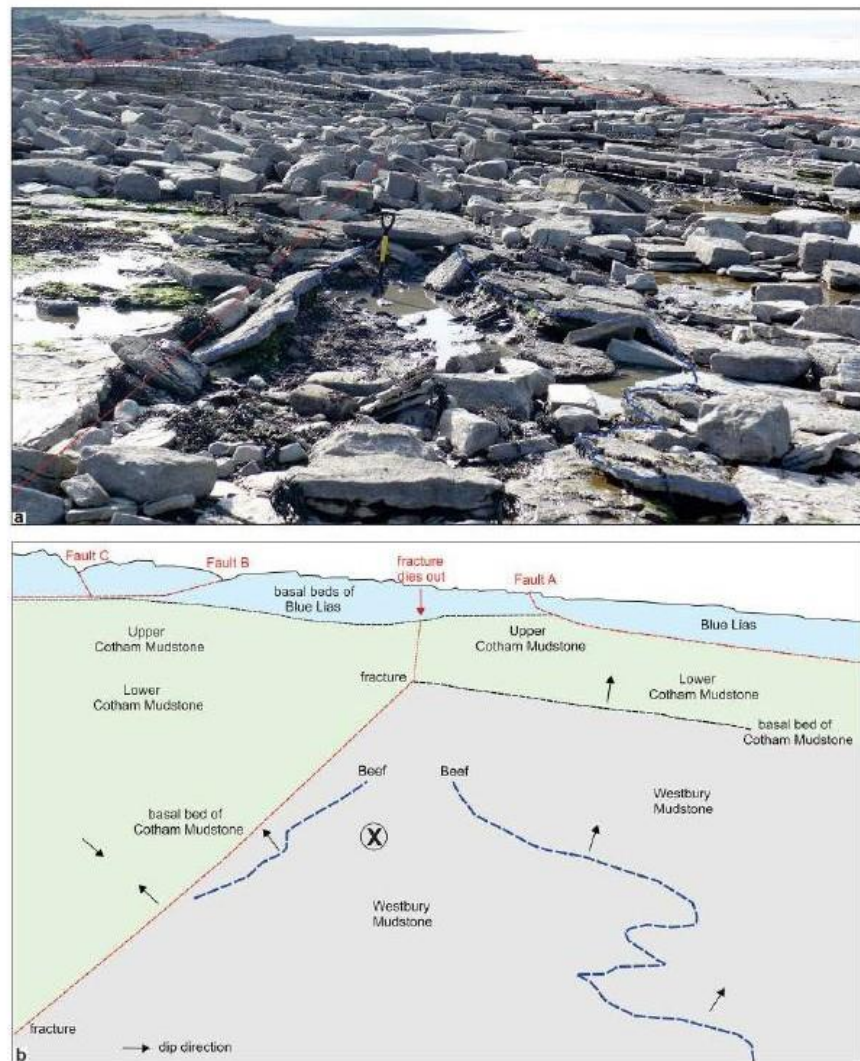 a
Fault C
Fault B
fracture
dies out
Fault A
basal beds of
Blue Lias
Blue Lias
Upper
Cotham Mudstone
Upper
Cotham Mudstone
Lower
Cotham Mudstone
fracture
Lower
Cotham Mudstone
basal bed of
Cotham Mudstone
Beef
Beef
Westbury
Mudstone
basal bed of
Cotham Mudstone
X
Westbury
Mudstone
fracture
dip direction
b